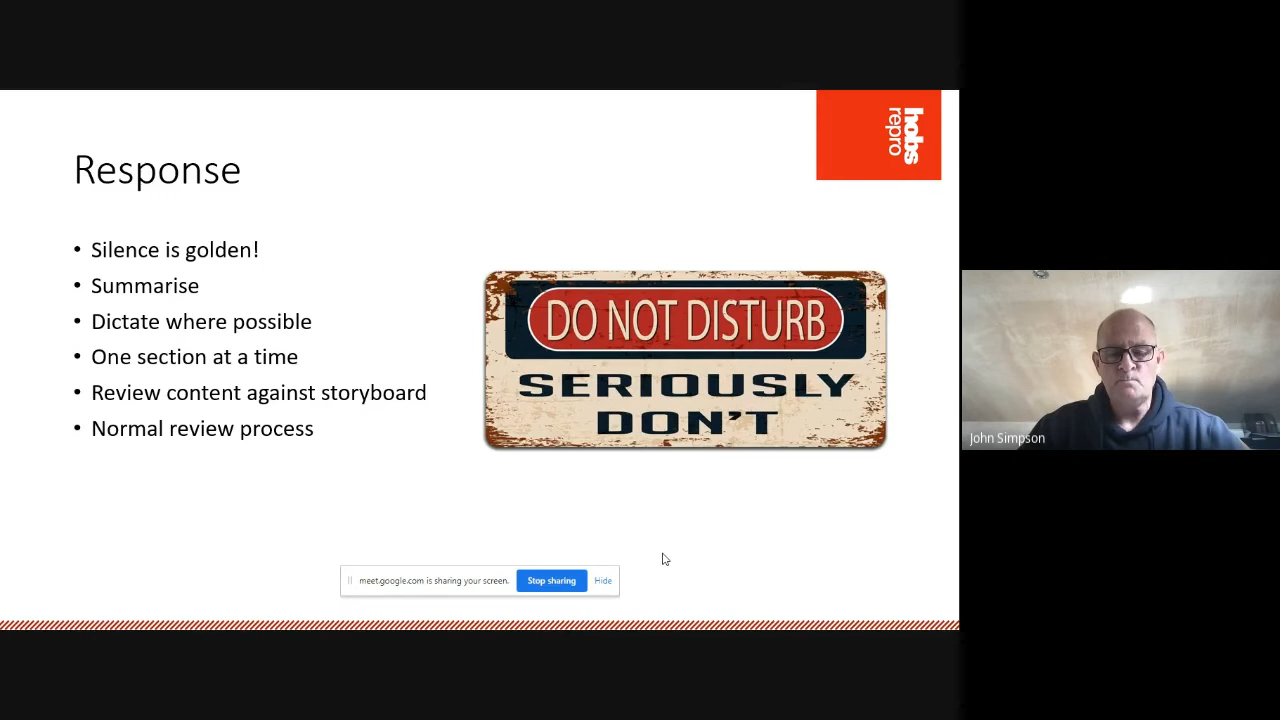 hobs
repro
Response
• Silence is golden!
• Summarise
• Dictate where possible
• One section at a time
• Review content against storyboard
• Normal review process
DO NOT DISTURB
SERIOUSLY
DON'T
John Simpson
meet.google.com is sharing your screen.
Stop sharing
Hide